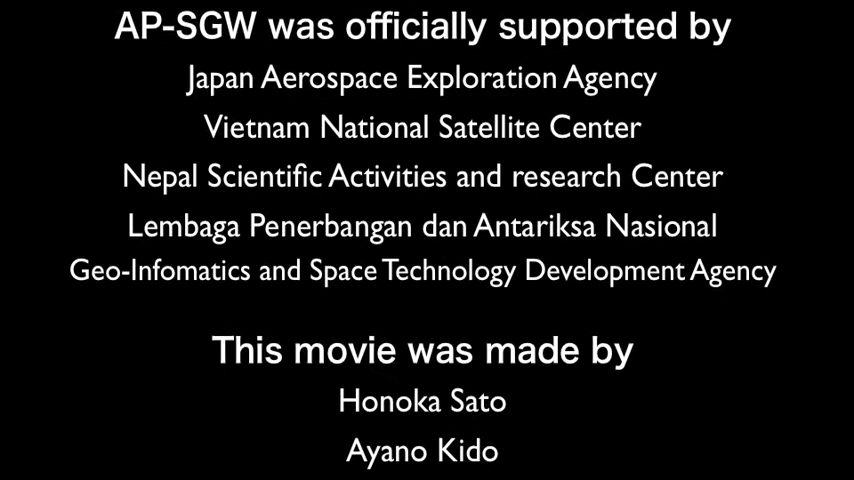 AP-SGW was officially supported by
Japan Aerospace Exploration Agency
Vietnam National Satellite Center
Nepal Scientific Activities and research Center
Lembaga Penerbangan dan Antariksa Nasional
Geo-Infomatics and Space Technology Development Agency
This movie was made by
Honoka Sato
Ayano Kido